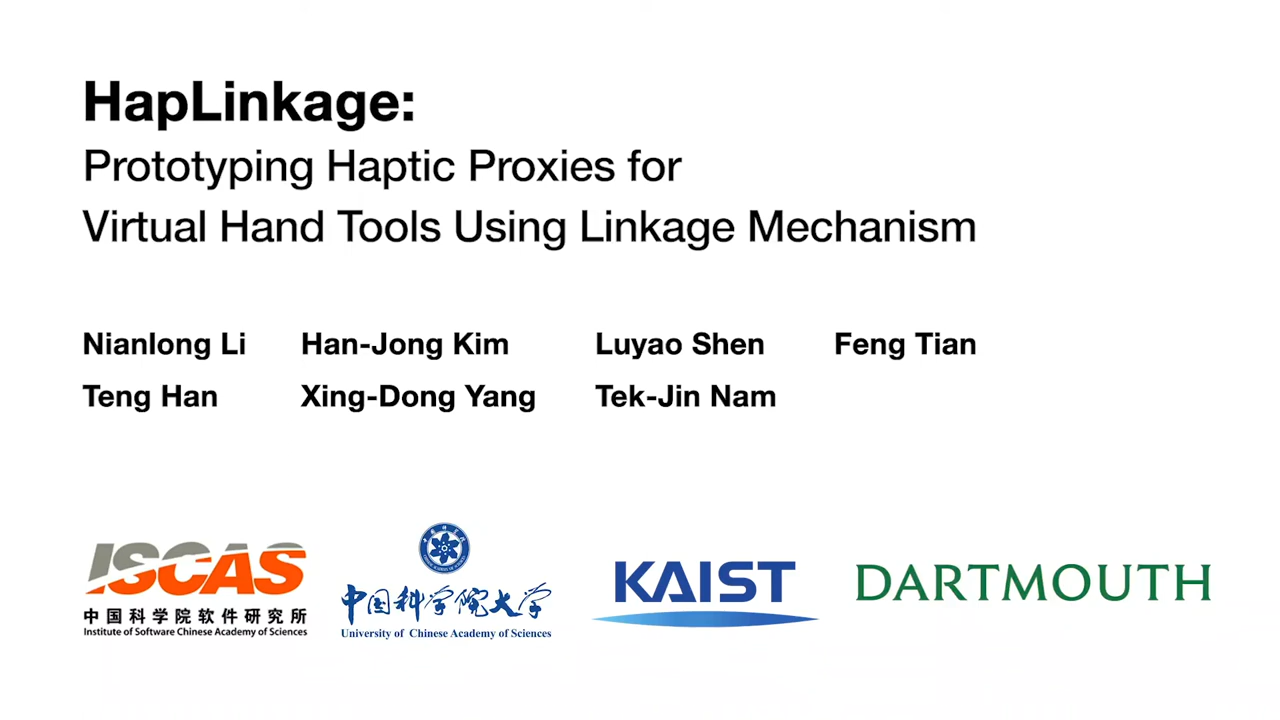 HapLinkage:
Prototyping Haptic Proxies for
Virtual Hand Tools Using Linkage Mechanism
Nianlong Li Han-Jong Kim Luyao Shen Feng Tian
Teng Han Xing-Dong Yang Tek-Jin Nam
ISCAS
中国科学院软件研究所
Institute of Software Chinese Academy of Sciences
中国科学院大学
University of Chinese Academy of Sciences
KAIST
DARTMOUTH